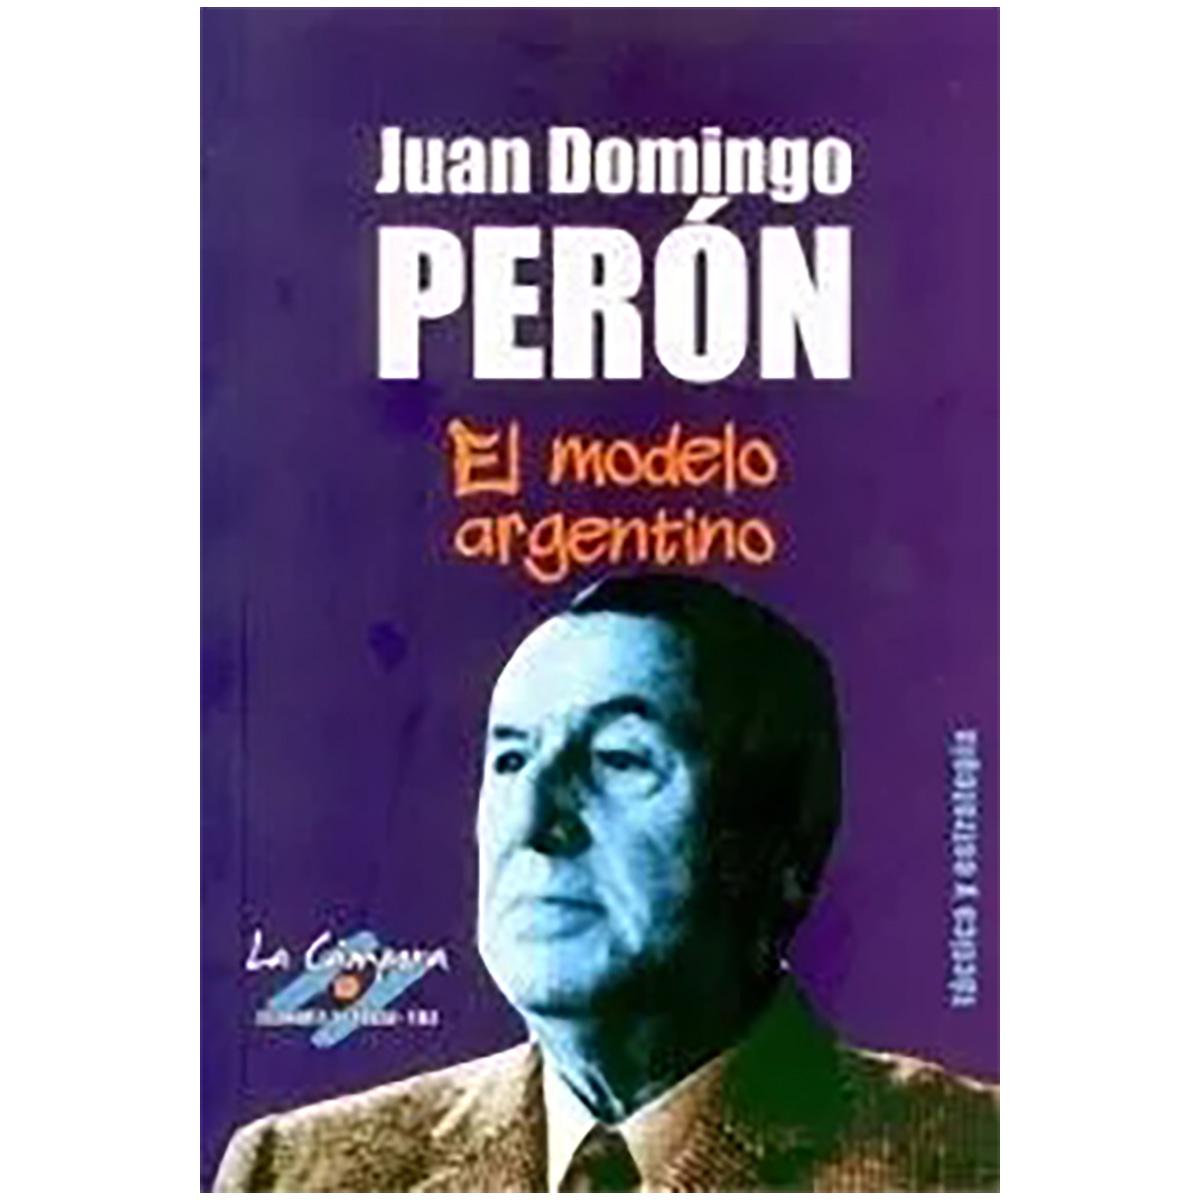 Juan Domingo
PERÓN
El modelo
argentino
La Cámpora
Táctica y estrategia